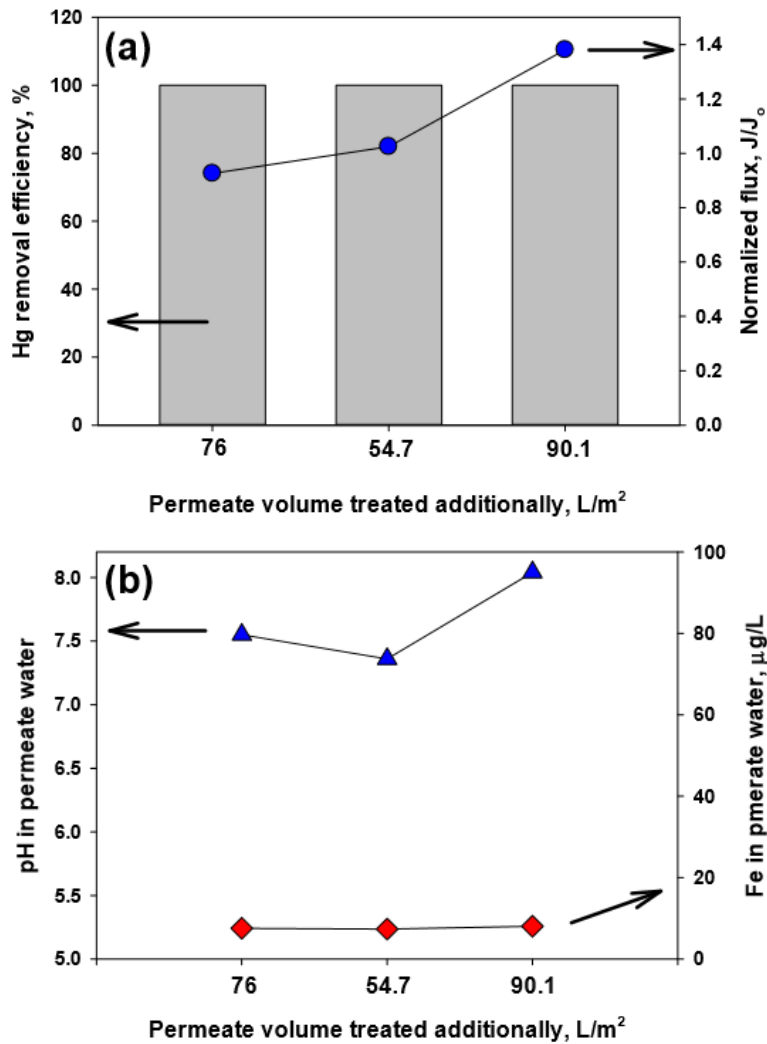 (a)
Hg removal efficiency, %
120
100
80
60
40
20
0
Normalized flux, J/Jₒ
1.4
1.2
1.0
0.8
0.6
0.4
0.2
0.0
76 54.7 90.1
Permeate volume treated additionally, L/m²
(b)
pH in permeate water
8.0
7.5
7.0
6.5
6.0
5.5
5.0
Fe in pmerate water, µg/L
100
80
60
40
20
0
76 54.7 90.1
Permeate volume treated additionally, L/m²